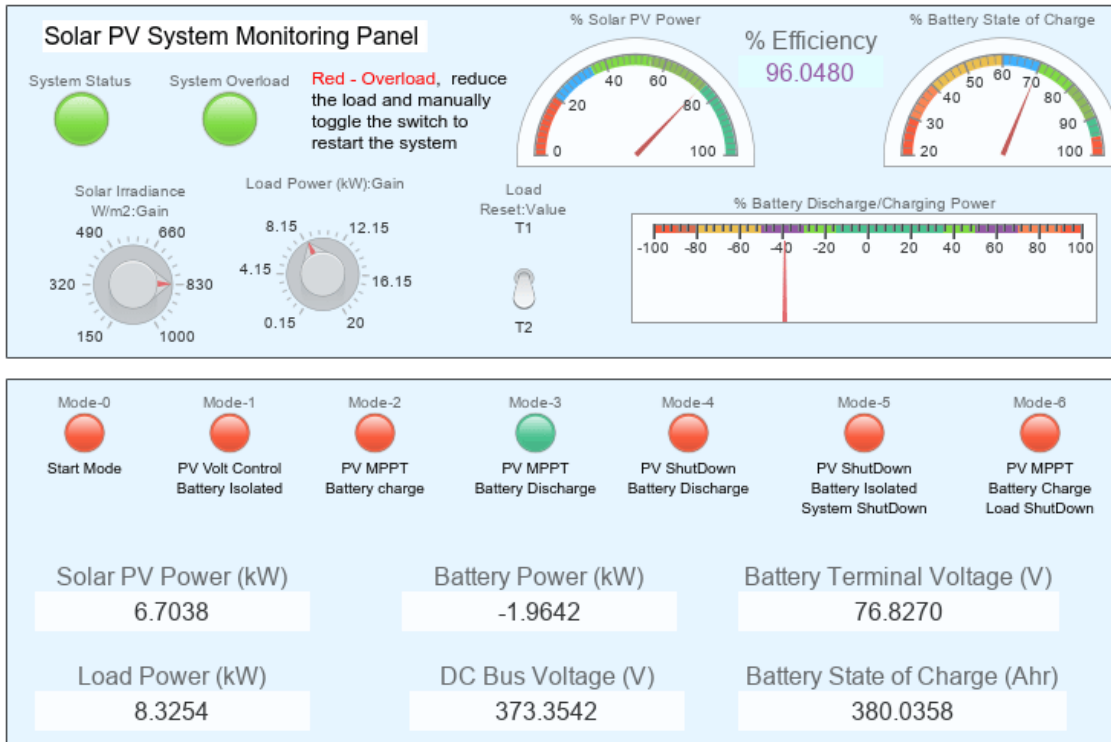 Solar PV System Monitoring Panel
System Status
System Overload
Red - Overload, reduce
the load and manually
toggle the switch to
restart the system
% Solar PV Power
0 20 40 60 80 100
% Efficiency
96.0480
% Battery State of Charge
20 30 40 50 60 70 80 90 100
Solar Irradiance
W/m2:Gain
150 320 490 660 830 1000
Load Power (kW):Gain
0.15 4.15 8.15 12.15 16.15 20
Load
Reset:Value
T1
T2
% Battery Discharge/Charging Power
-100 -80 -60 -40 -20 0 20 40 60 80 100
Mode-0
Start Mode
Mode-1
PV Volt Control
Battery Isolated
Mode-2
PV MPPT
Battery charge
Mode-3
PV MPPT
Battery Discharge
Mode-4
PV ShutDown
Battery Discharge
Mode-5
PV ShutDown
Battery Isolated
System ShutDown
Mode-6
PV MPPT
Battery Charge
Load ShutDown
Solar PV Power (kW)
6.7038
Battery Power (kW)
-1.9642
Battery Terminal Voltage (V)
76.8270
Load Power (kW)
8.3254
DC Bus Voltage (V)
373.3542
Battery State of Charge (Ahr)
380.0358